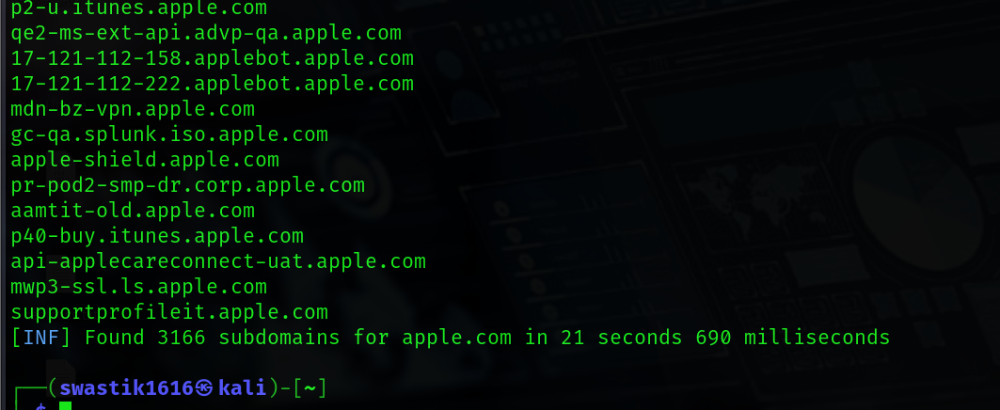 p2-u.itunes.apple.com
qe2-ms-ext-api.advp-qa.apple.com
17-121-112-158.applebot.apple.com
17-121-112-222.applebot.apple.com
mdn-bz-vpn.apple.com
gc-qa.splunk.iso.apple.com
apple-shield.apple.com
pr-pod2-smp-dr.corp.apple.com
aamtit-old.apple.com
p40-buy.itunes.apple.com
api-applecareconnect-uat.apple.com
mwp3-ssl.ls.apple.com
supportprofileit.apple.com
[INF] Found 3166 subdomains for apple.com in 21 seconds 690 milliseconds
┌──(swastik1616㉿kali)-[~]
└─$